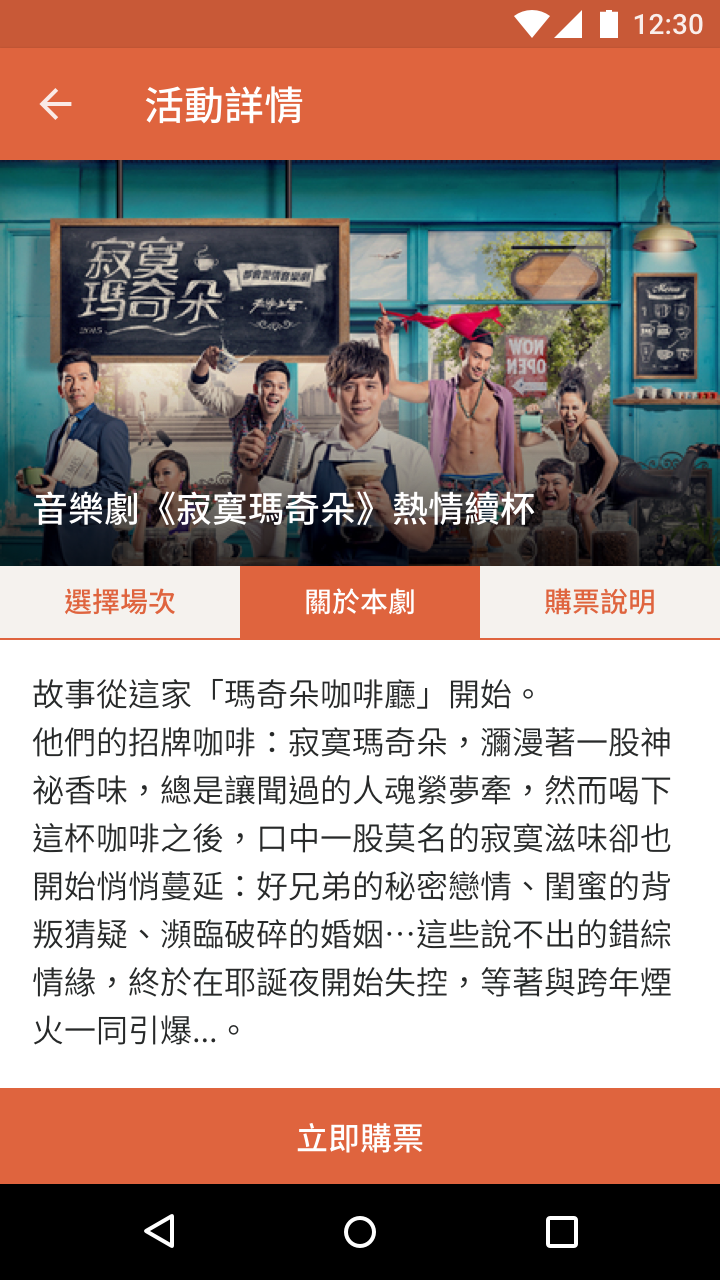 12:30
活動詳情
寂寞
瑪奇朵
都會愛情音樂劇
2015
Menu
NOW
OPEN
音樂劇《寂寞瑪奇朵》熱情續杯
選擇場次
關於本劇
購票說明
故事從這家「瑪奇朵咖啡廳」開始。
他們的招牌咖啡：寂寞瑪奇朵，瀰漫著一股神
祕香味，總是讓聞過的人魂縈夢牽，然而喝下
這杯咖啡之後，口中一股莫名的寂寞滋味卻也
開始悄悄蔓延：好兄弟的秘密戀情、閨蜜的背
叛猜疑、瀕臨破碎的婚姻⋯這些說不出的錯綜
情緣，終於在耶誕夜開始失控，等著與跨年煙
火一同引爆...。
立即購票